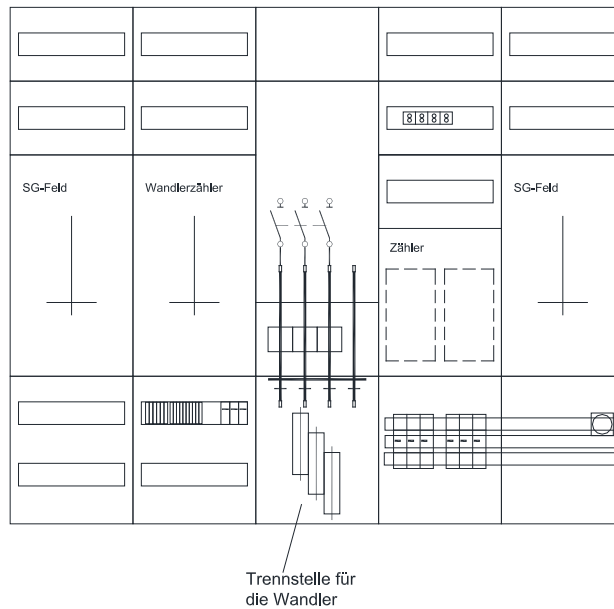 SG-Feld
Wandlerzähler
SG-Feld
Zähler
Trennstelle für
die Wandler